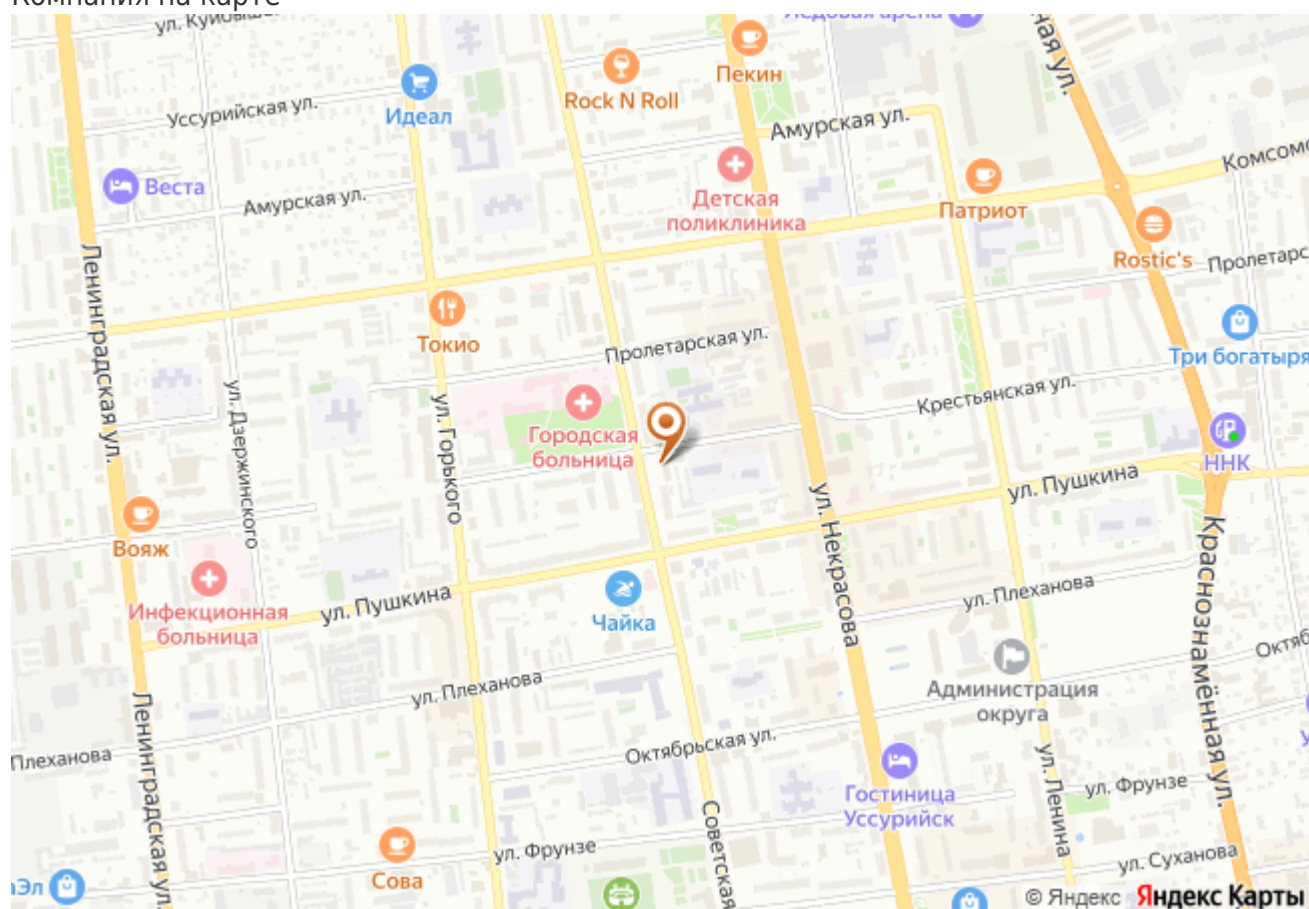 Компания на карте
ул. Куйбышева
Ледовая арена
Пекин
Rock N Roll
Идеал
Уссурийская ул.
Амурская ул.
Веста
Амурская ул.
Детская
поликлиника
Патриот
Rostic's
Токио
Пролетарская ул.
Три богатыря
Ленинградская ул.
ул. Дзержинского
ул. Горького
Городская
больница
Крестьянская ул.
ННК
ул. Пушкина
ул. Некрасова
Вояж
Инфекционная
больница
ул. Пушкина
Чайка
ул. Плеханова
Краснознамённая ул.
ул. Плеханова
Администрация
округа
Плеханова
Ленинградская ул.
Октябрьская ул.
Гостиница
Уссурийск
ул. Ленина
ул. Фрунзе
Советская
ул. Фрунзе
Сова
ул. Суханова
© Яндекс Яндекс Карты